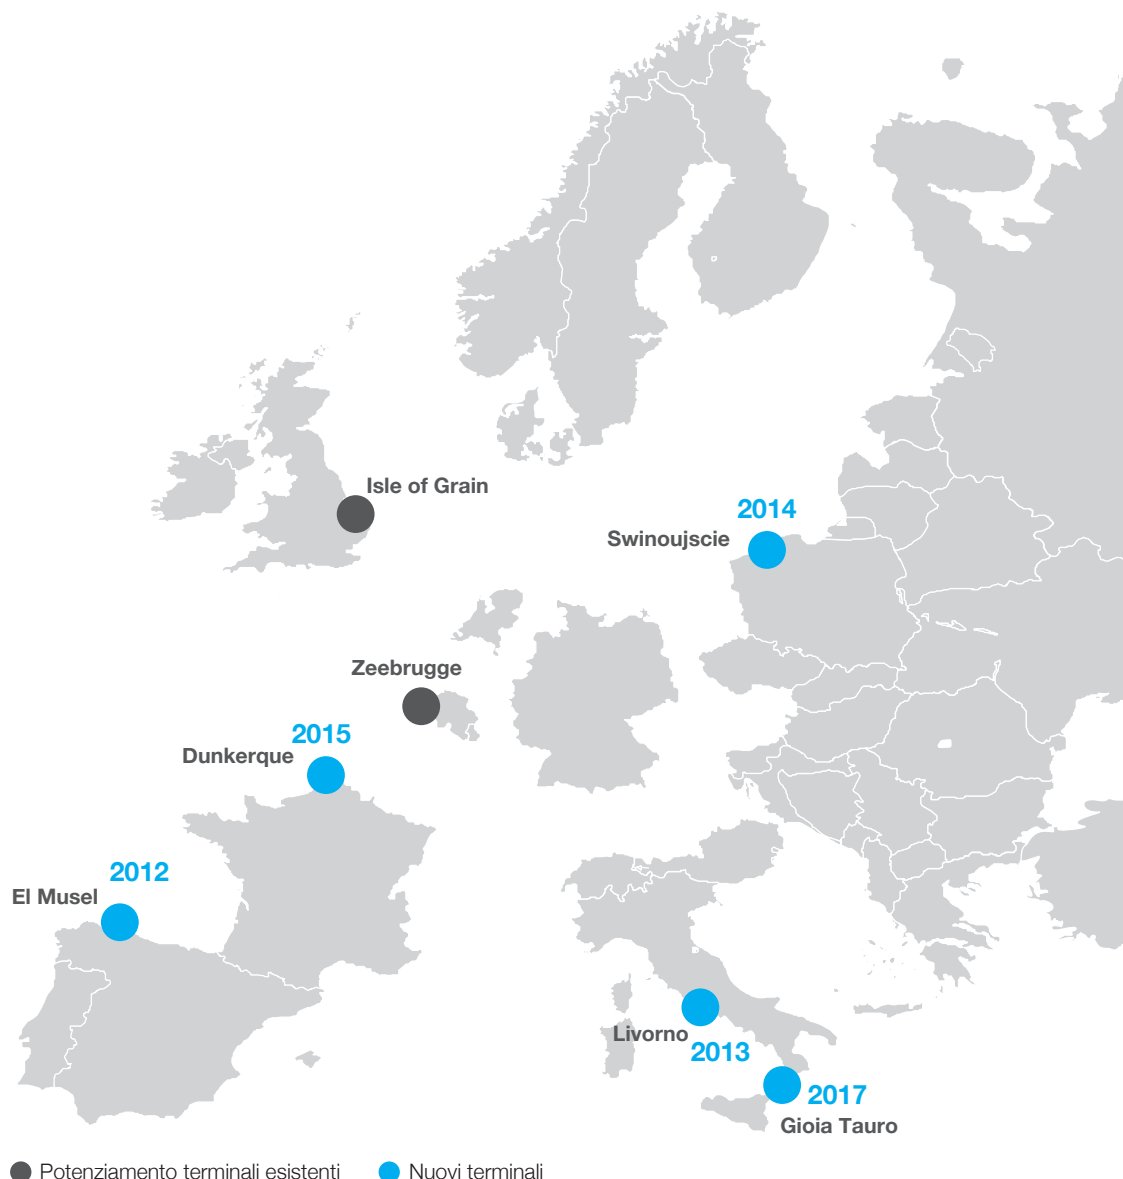 Isle of Grain
2014
Swinoujscie
Zeebrugge
2015
Dunkerque
2012
El Musel
Livorno
2013
2017
Gioia Tauro
Potenziamento terminali esistenti
Nuovi terminali